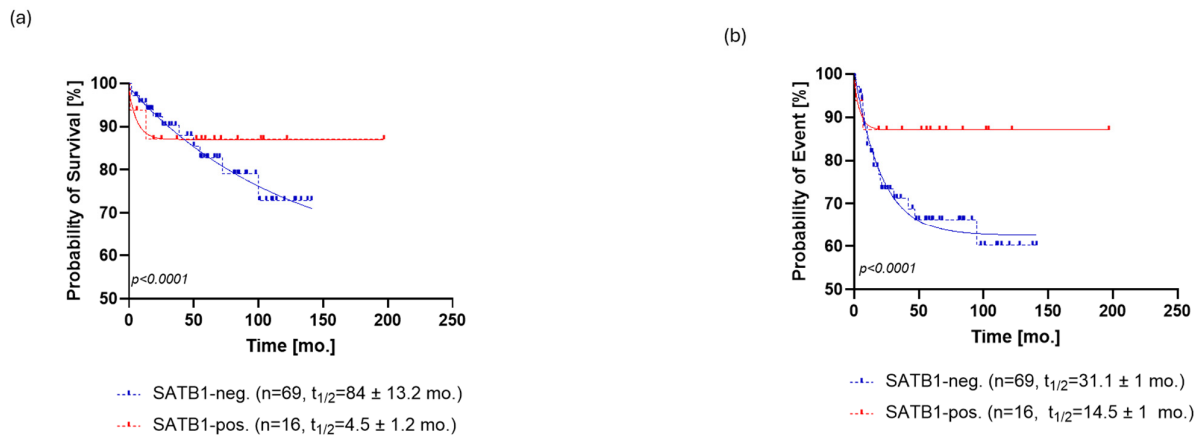 (a)
Probability of Survival [%]
100
90
80
70
60
50
p<0.0001
0 50 100 150 200 250
Time [mo.]
SATB1-neg. (n=69, t1/2=84 ± 13.2 mo.)
SATB1-pos. (n=16, t1/2=4.5 ± 1.2 mo.)
(b)
Probability of Event [%]
100
90
80
70
60
50
p<0.0001
0 50 100 150 200 250
Time [mo.]
SATB1-neg. (n=69, t1/2=31.1 ± 1 mo.)
SATB1-pos. (n=16, t1/2=14.5 ± 1 mo.)